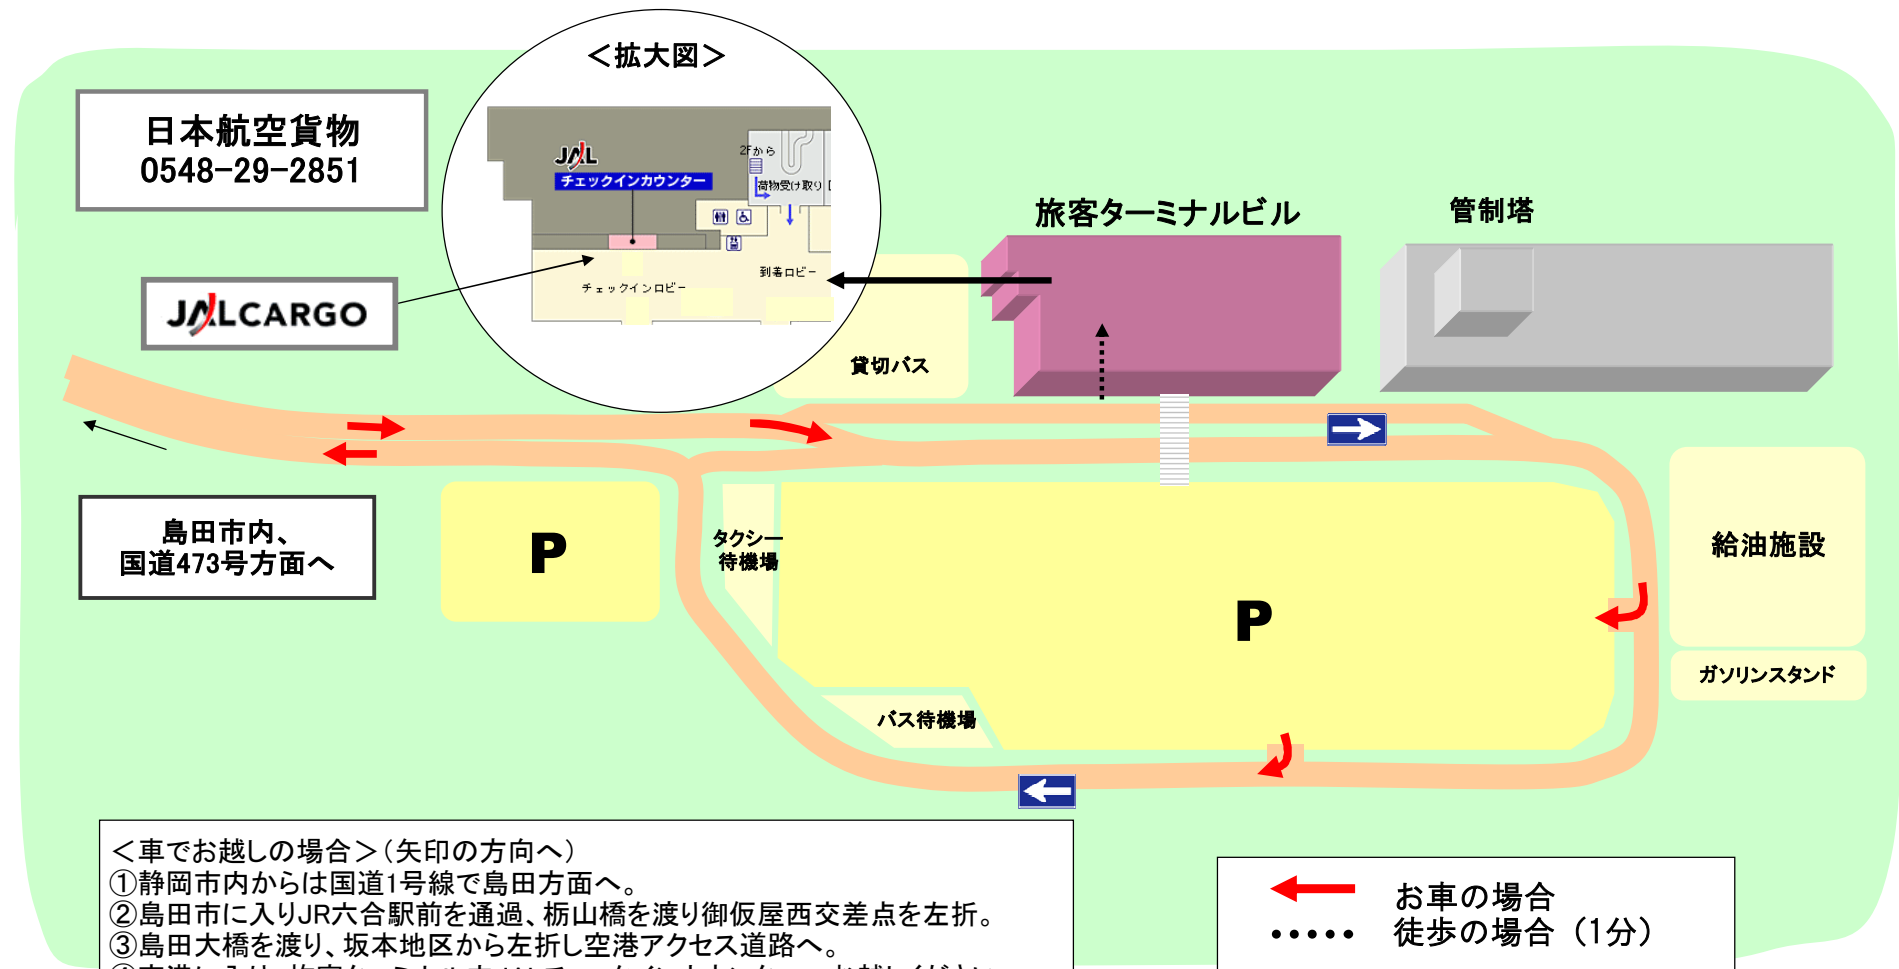 ＜拡大図＞
日本航空貨物
0548-29-2851
JAL
チェックインカウンター
2Fから
荷物受け取り
到着ロビー
チェックインロビー
JALCARGO
旅客ターミナルビル
管制塔
貸切バス
島田市内、
国道473号方面へ
P
タクシー
待機場
P
給油施設
ガソリンスタンド
バス待機場
＜車でお越しの場合＞（矢印の方向へ）
①静岡市内からは国道1号線で島田方面へ。
②島田市に入りJR六合駅前を通過、栃山橋を渡り御仮屋西交差点を左折。
③島田大橋を渡り、坂本地区から左折し空港アクセス道路へ。
お車の場合
徒歩の場合（1分）